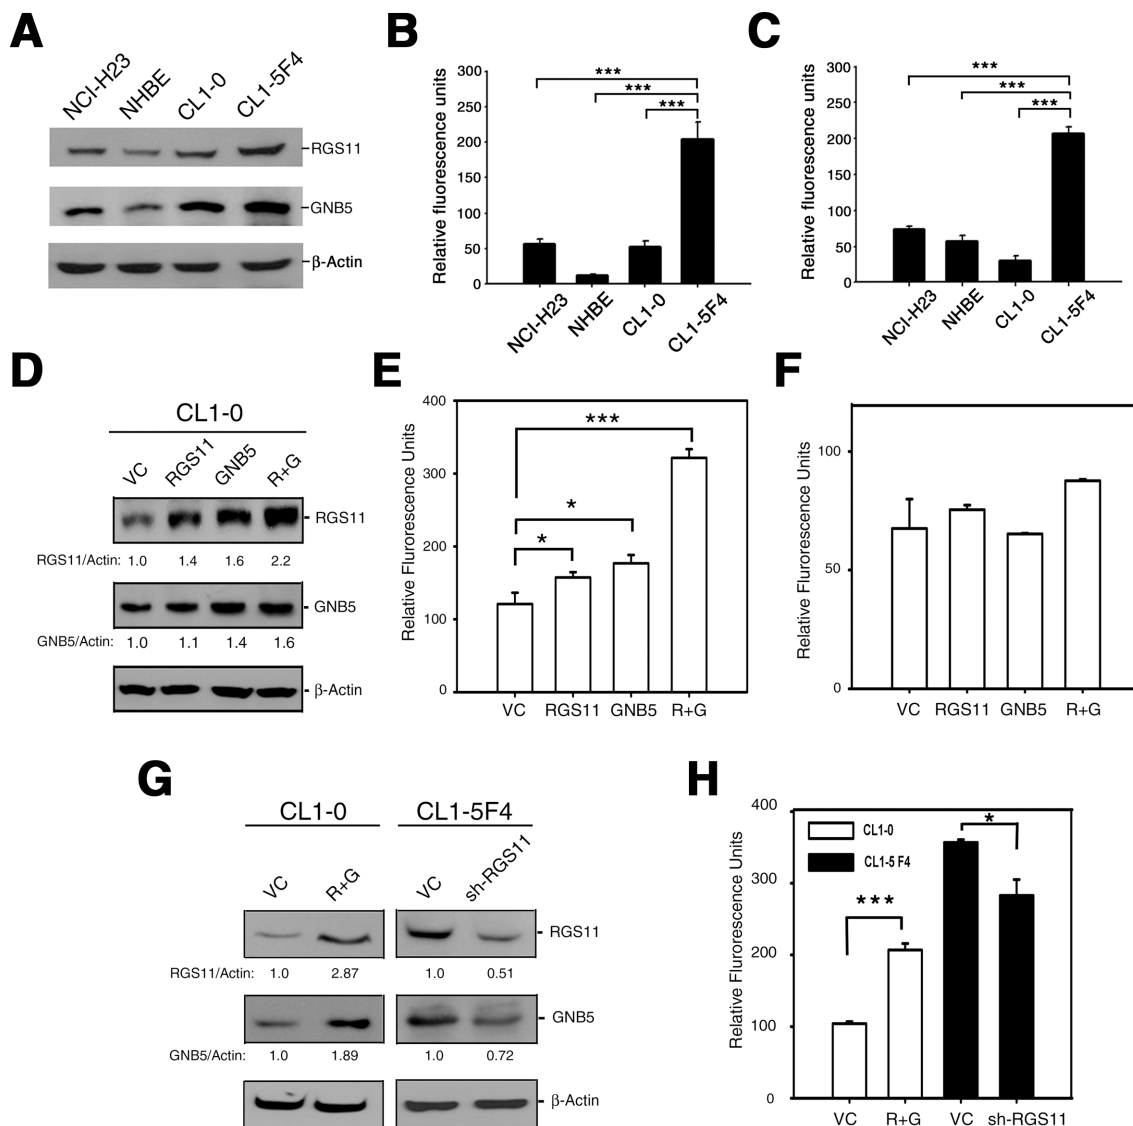 A
NCI-H23 NHBE CL1-0 CL1-5F4
RGS11
GNB5
β-Actin
B
Relative fluorescence units
300
250
200
150
100
50
0
***
***
***
NCI-H23 NHBE CL1-0 CL1-5F4
C
Relative fluorescence units
300
250
200
150
100
50
0
***
***
***
NCI-H23 NHBE CL1-0 CL1-5F4
D
CL1-0
VC RGS11 GNB5 R+G
RGS11
RGS11/Actin: 1.0 1.4 1.6 2.2
GNB5
GNB5/Actin: 1.0 1.1 1.4 1.6
β-Actin
E
Relative Flurorescence Units
400
300
200
100
0
***
*
*
VC RGS11 GNB5 R+G
F
Relative Flurorescence Units
100
50
0
VC RGS11 GNB5 R+G
G
CL1-0 CL1-5F4
VC R+G VC sh-RGS11
RGS11
RGS11/Actin: 1.0 2.87 1.0 0.51
GNB5
GNB5/Actin: 1.0 1.89 1.0 0.72
β-Actin
H
Relative Flurorescence Units
400
300
200
100
0
CL1-0
CL1-5 F4
***
*
VC R+G VC sh-RGS11